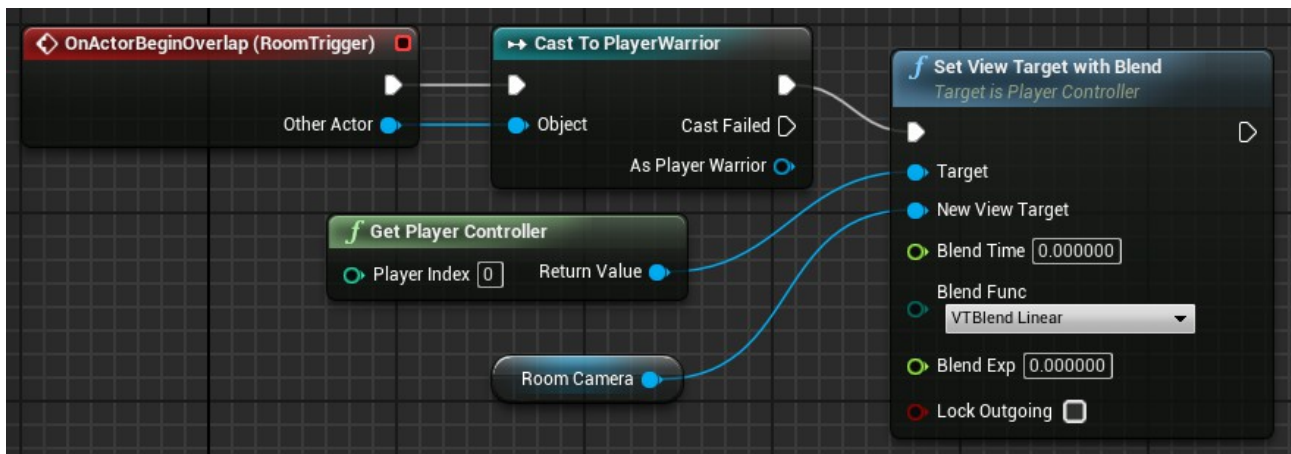 OnActorBeginOverlap (RoomTrigger)
Other Actor
Cast To PlayerWarrior
Object
Cast Failed
As Player Warrior
Get Player Controller
Player Index 0
Return Value
Room Camera
f Set View Target with Blend
Target is Player Controller
Target
New View Target
Blend Time 0.000000
Blend Func
VTBlend Linear
Blend Exp 0.000000
Lock Outgoing